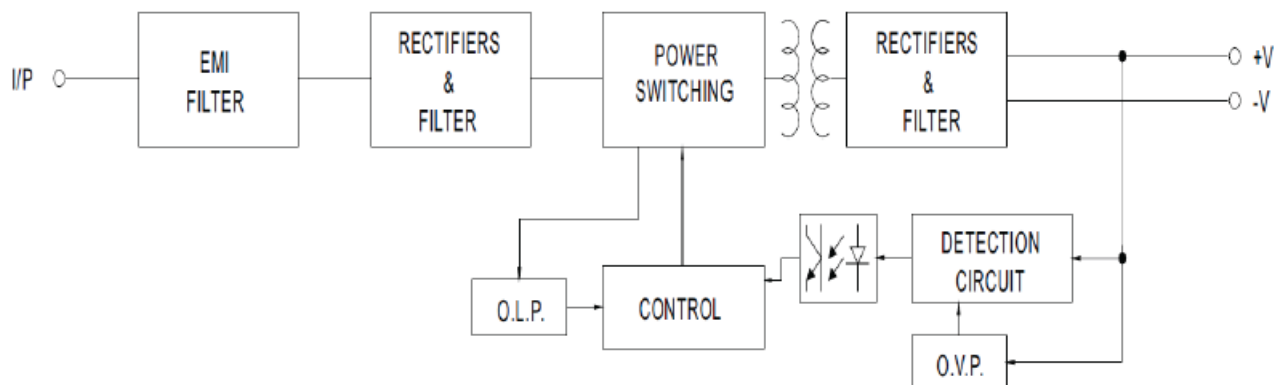 I/P
EMI
FILTER
RECTIFIERS
&
FILTER
POWER
SWITCHING
RECTIFIERS
&
FILTER
+V
-V
O.L.P.
CONTROL
DETECTION
CIRCUIT
O.V.P.